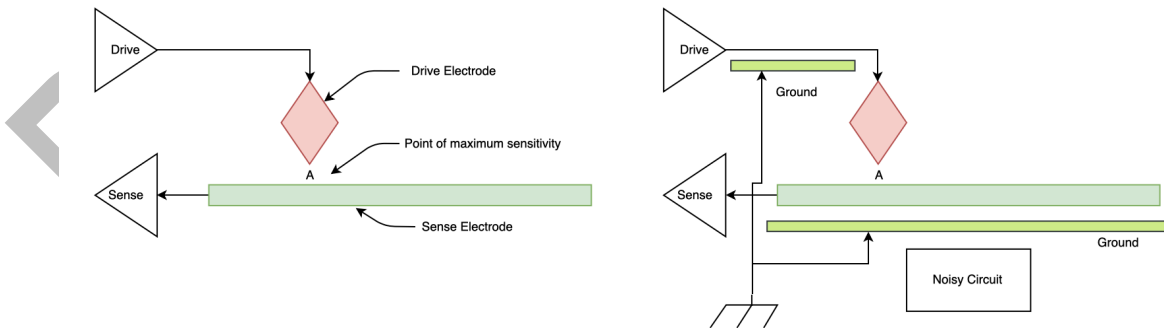 Drive
Drive Electrode
Point of maximum sensitivity
A
Sense
Sense Electrode
Drive
Ground
A
Sense
Ground
Noisy Circuit